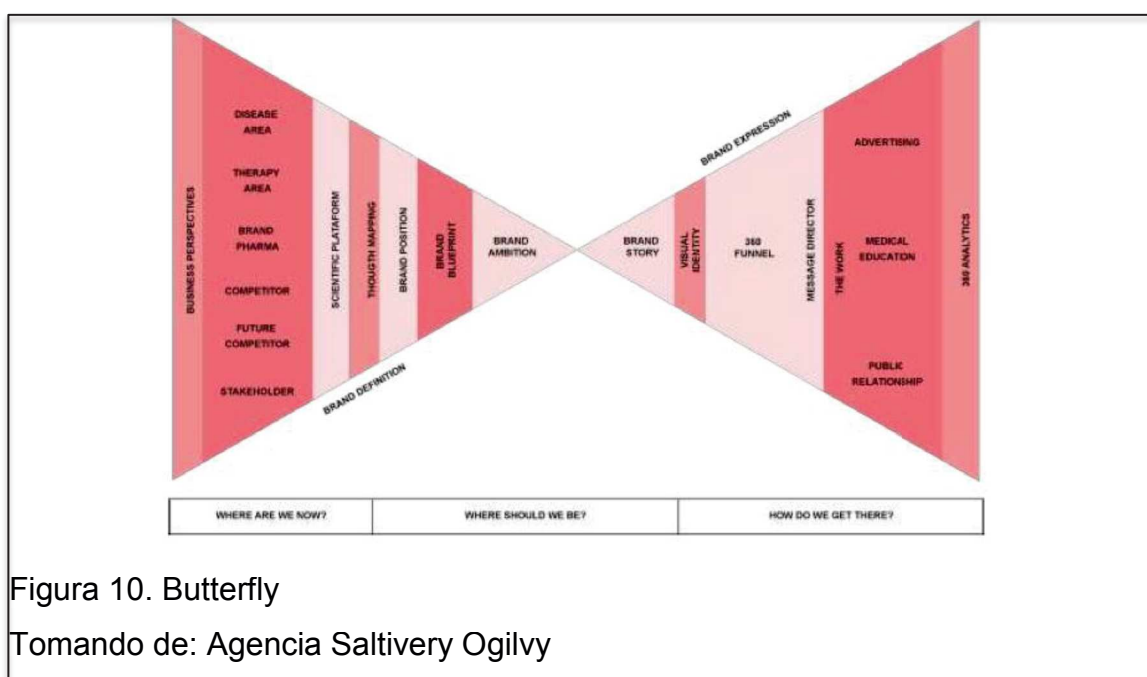 BUSINESS PERSPECTIVES
DISEASE
AREA
THERAPY
AREA
BRAND
PHARMA
COMPETITOR
FUTURE
COMPETITOR
STAKEHOLDER
SCIENTIFIC PLATAFORM
THOUGTH MAPPING
BRAND POSITION
BRAND
BLUEPRINT
BRAND
AMBITION
BRAND DEFINITION
BRAND
STORY
VISUAL
IDENTITY
360
FUNNEL
BRAND EXPRESSION
MESSAGE DIRECTOR
THE WORK
ADVERTISING
MEDICAL
EDUCATON
PUBLIC
RELATIONSHIP
360 ANALYTICS
WHERE ARE WE NOW?
WHERE SHOULD WE BE?
HOW DO WE GET THERE?
Figura 10. Butterfly
Tomando de: Agencia Saltivery Ogilvy